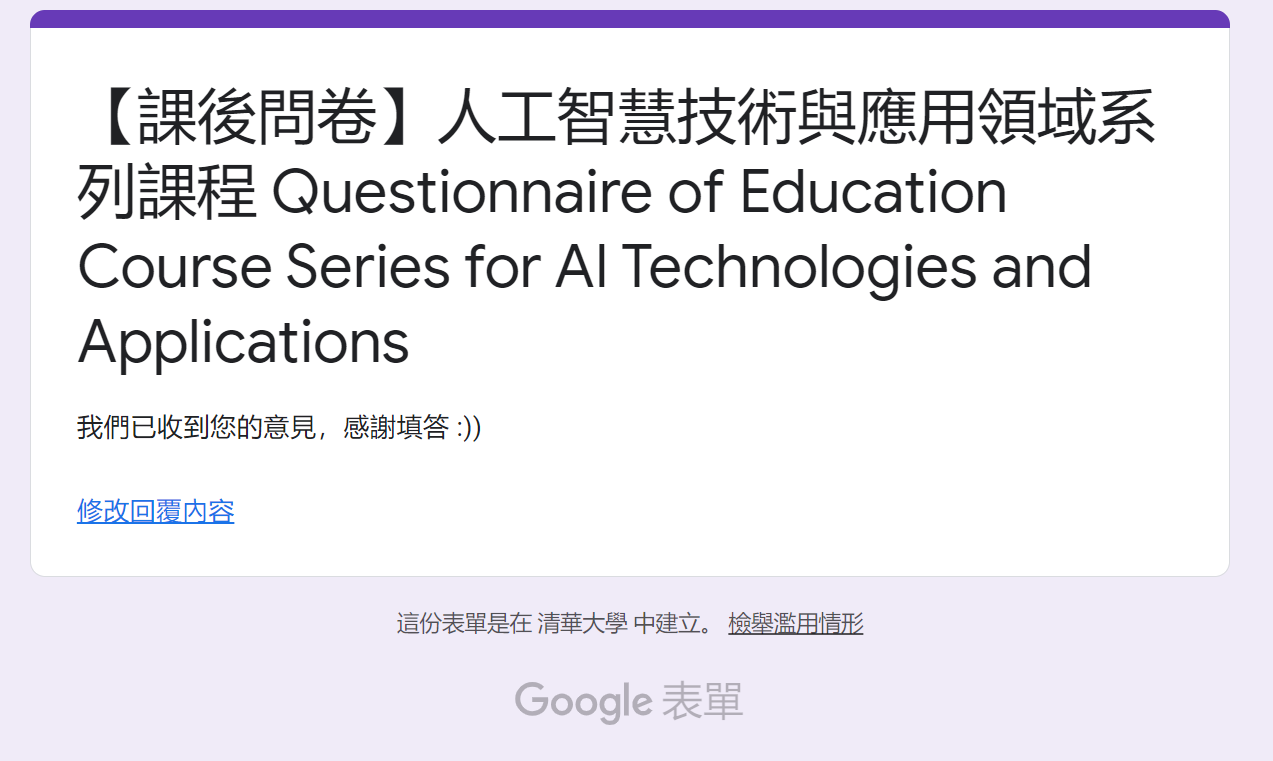 【課後問卷】人工智慧技術與應用領域系
列課程 Questionnaire of Education
Course Series for AI Technologies and
Applications
我們已收到您的意見，感謝填答 :))
修改回覆內容
這份表單是在 清華大學 中建立。 檢舉濫用情形
Google 表單